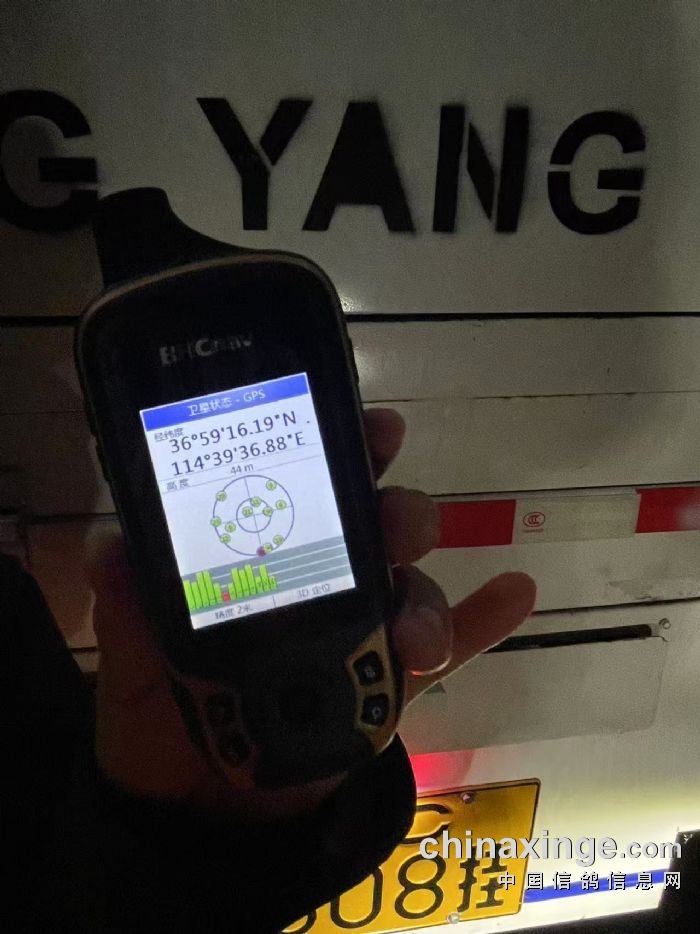 G YANG
BHCnav
卫星状态 - GPS
经纬度
36°59'16.19"N
114°39'36.88"E
44 m
高度
精度 2米
3D 定位
CCC
08挂
chinaxinge.com
中国信鸽信息网